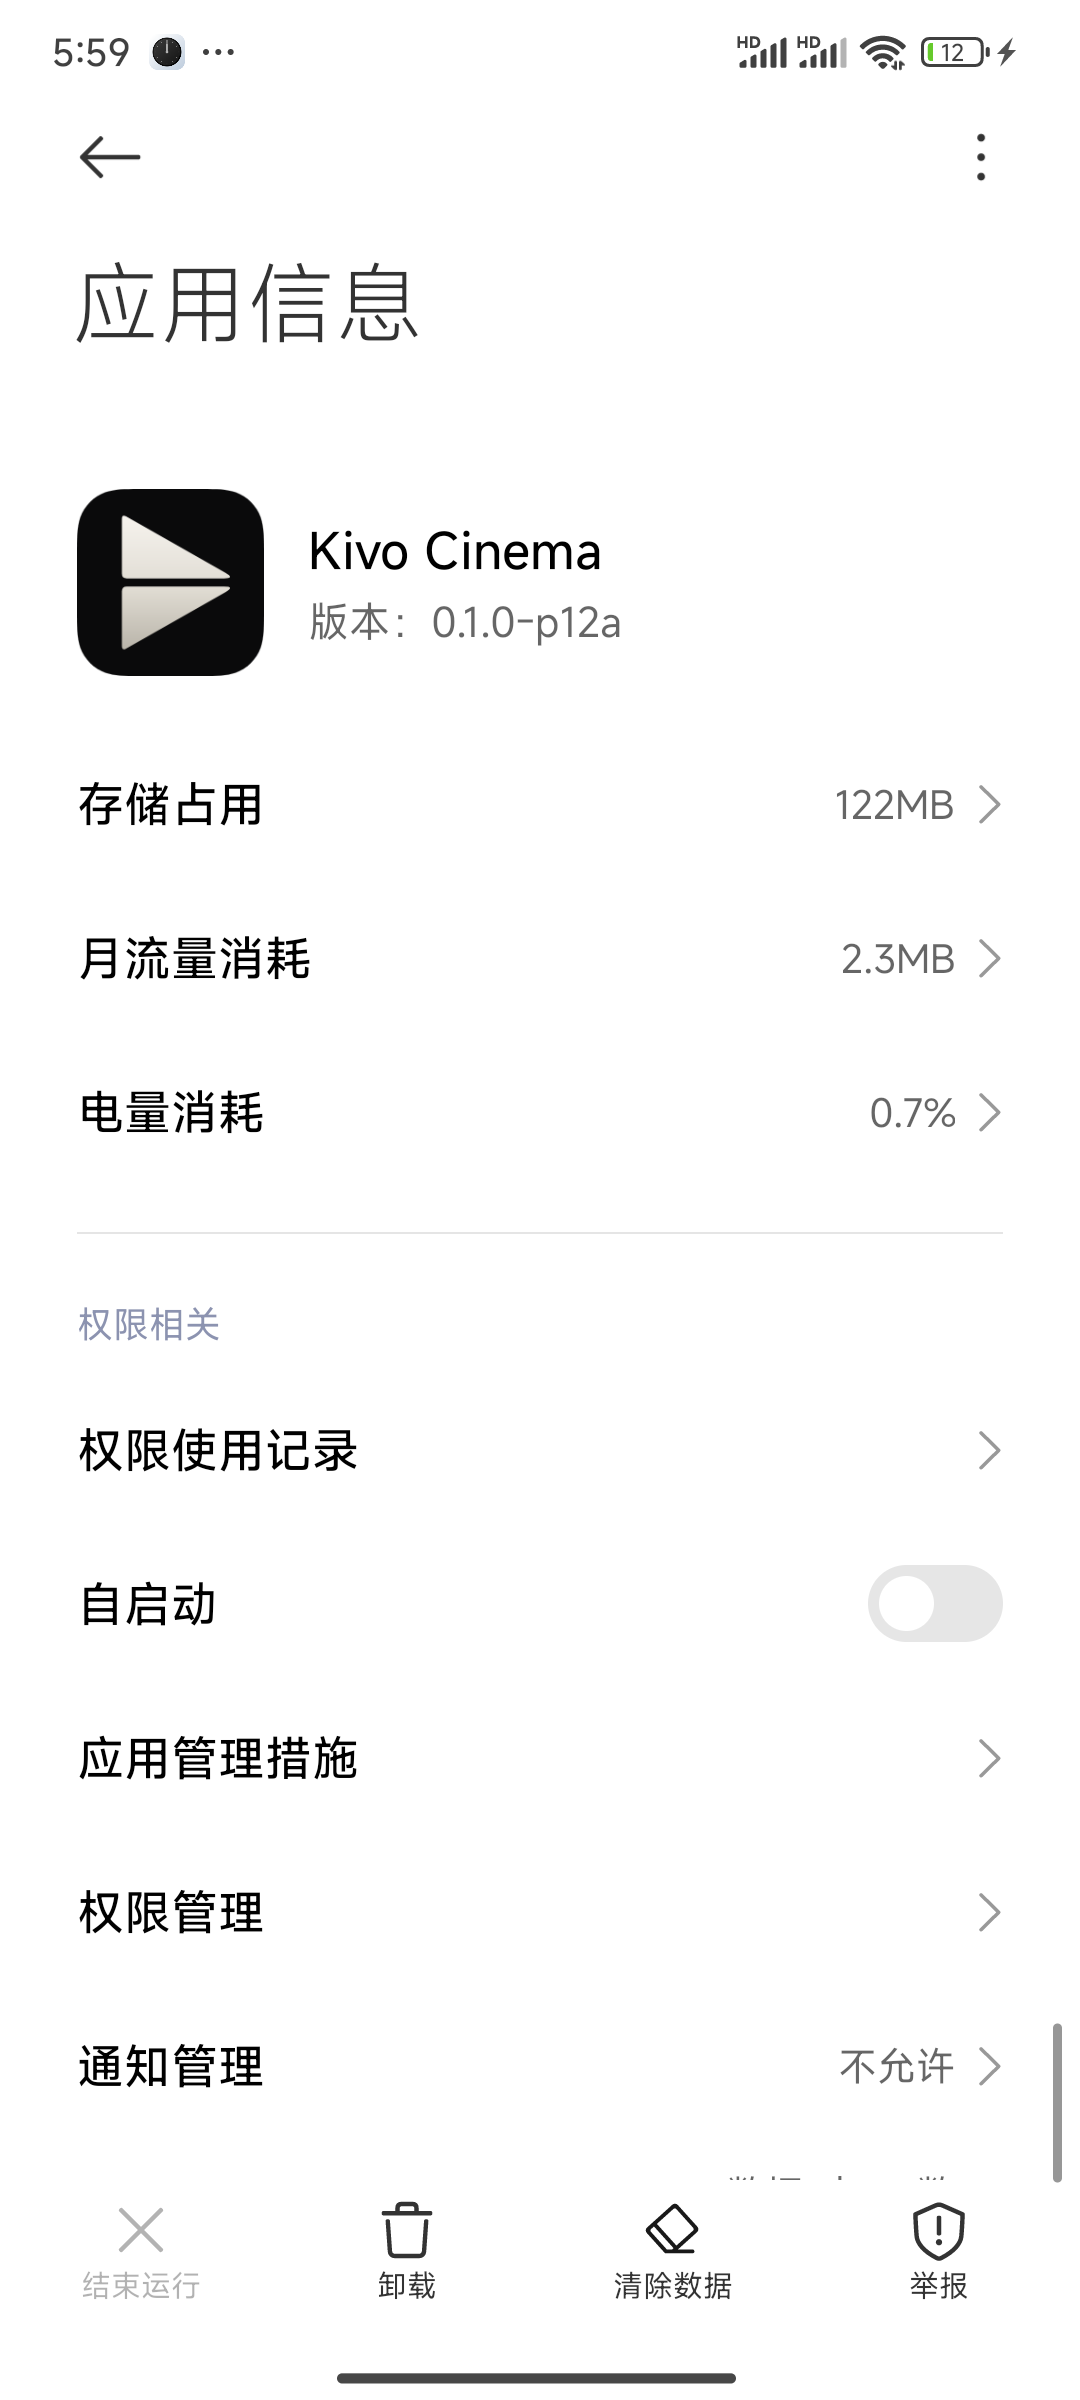 5:59
HD HD 12
应用信息
Kivo Cinema
版本：0.1.0-p12a
存储占用 122MB
月流量消耗 2.3MB
电量消耗 0.7%
权限相关
权限使用记录
自启动
应用管理措施
权限管理
通知管理 不允许
结束运行 卸载 清除数据 举报